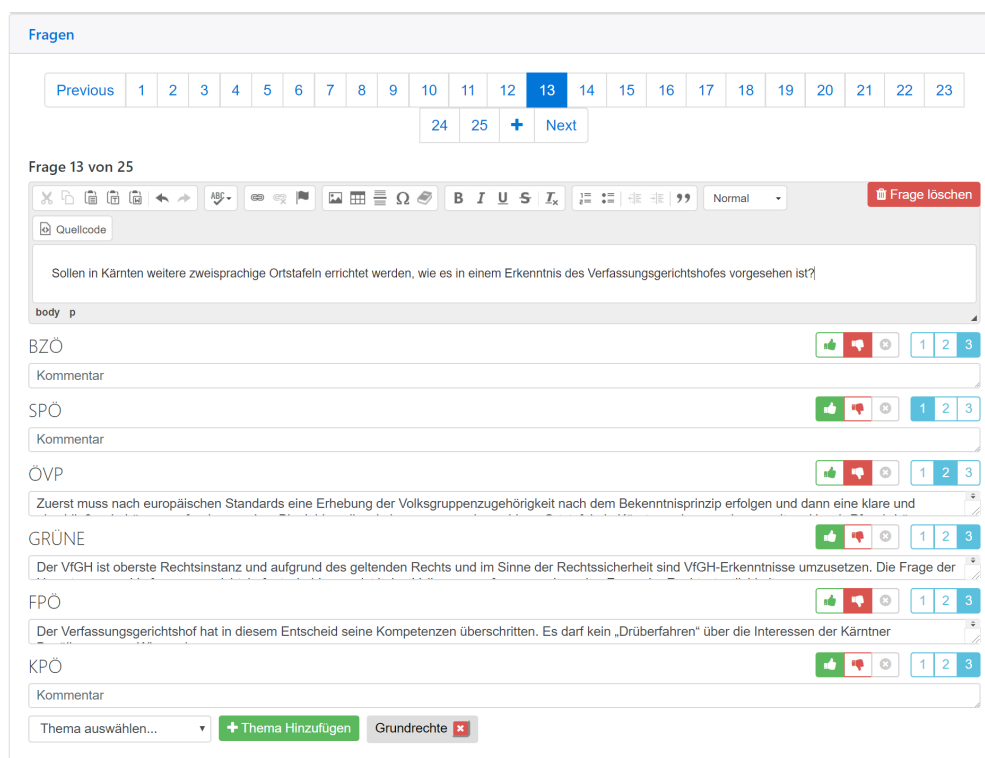 Fragen
Previous 1 2 3 4 5 6 7 8 9 10 11 12 13 14 15 16 17 18 19 20 21 22 23
24 25 + Next
Frage 13 von 25
ABC B I U S Ix Normal Frage löschen
Quellcode
Sollen in Kärnten weitere zweisprachige Ortstafeln errichtet werden, wie es in einem Erkenntnis des Verfassungsgerichtshofes vorgesehen ist?
body p
BZÖ 1 2 3
Kommentar
SPÖ 1 2 3
Kommentar
ÖVP 1 2 3
Zuerst muss nach europäischen Standards eine Erhebung der Volksgruppenzugehörigkeit nach dem Bekenntnisprinzip erfolgen und dann eine klare und
GRÜNE 1 2 3
Der VfGH ist oberste Rechtsinstanz und aufgrund des geltenden Rechts und im Sinne der Rechtssicherheit sind VfGH-Erkenntnisse umzusetzen. Die Frage der
FPÖ 1 2 3
Der Verfassungsgerichtshof hat in diesem Entscheid seine Kompetenzen überschritten. Es darf kein „Drüberfahren“ über die Interessen der Kärntner
KPÖ 1 2 3
Kommentar
Thema auswählen... + Thema Hinzufügen Grundrechte